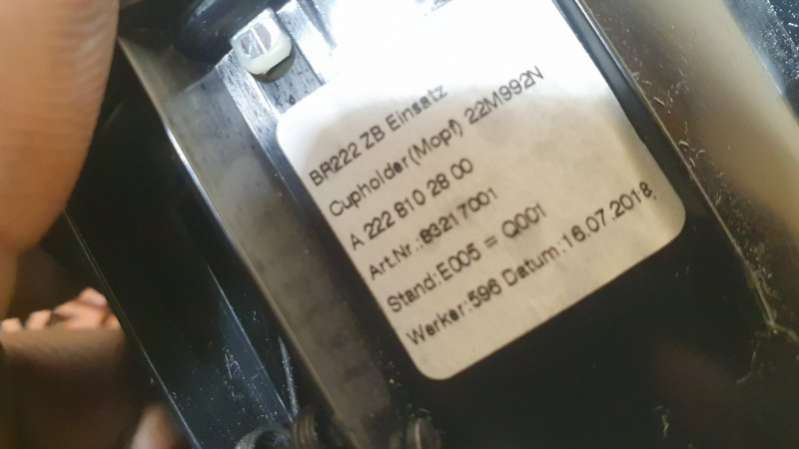 BR222 ZB Einsatz
Cupholder(Mopf) 22M992N
A 222 810 28 00
Art.Nr.:83217001
Stand:E005 = Q001
Werker:596 Datum:16.07.2018